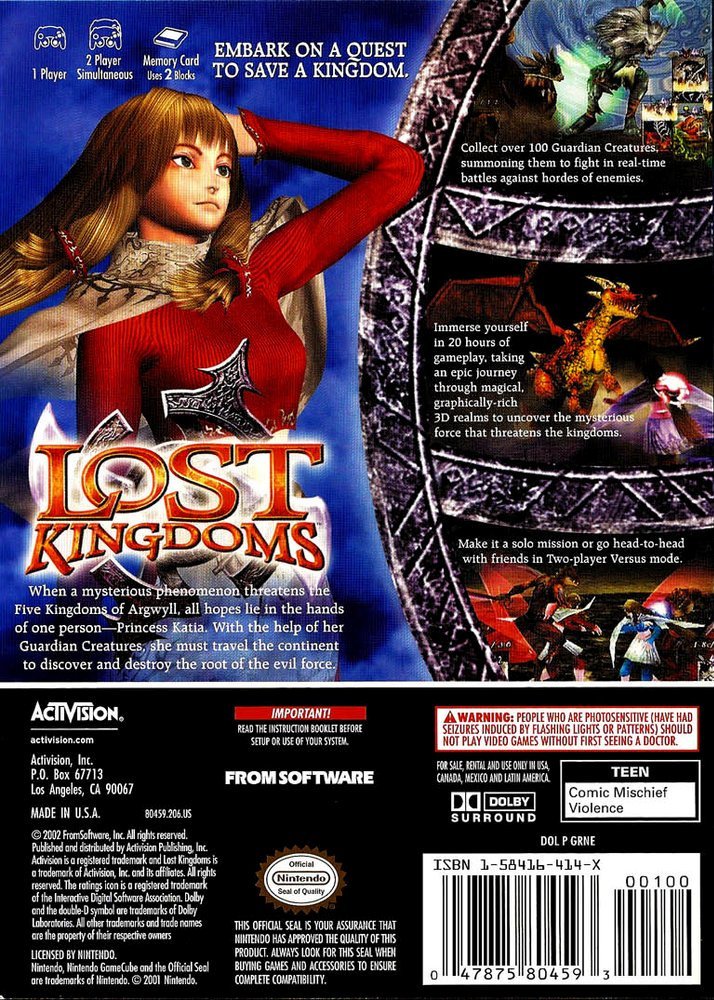 1 Player
2 Player
Simultaneous
Memory Card
Uses 2 Blocks
EMBARK ON A QUEST
TO SAVE A KINGDOM.
Collect over 100 Guardian Creatures,
summoning them to fight in real-time
battles against hordes of enemies.
Immerse yourself
in 20 hours of
gameplay, taking
an epic journey
through magical,
graphically-rich
3D realms to uncover the mysterious
force that threatens the kingdoms.
LOST
KINGDOMS™
Make it a solo mission or go head-to-head
with friends in Two-player Versus mode.
When a mysterious phenomenon threatens the
Five Kingdoms of Argwyll, all hopes lie in the hands
of one person—Princess Katia. With the help of her
Guardian Creatures, she must travel the continent
to discover and destroy the root of the evil force.
ACTIVISION®
activision.com
Activision, Inc.
P.O. Box 67713
Los Angeles, CA 90067
MADE IN U.S.A. 80459.206.US
© 2002 FromSoftware, Inc. All rights reserved.
Published and distributed by Activision Publishing, Inc.
Activision is a registered trademark and Lost Kingdoms is
a trademark of Activision, Inc. and its affiliates. All rights
reserved. The ratings icon is a registered trademark
of the Interactive Digital Software Association. Dolby
and the double-D symbol are trademarks of Dolby
Laboratories. All other trademarks and trade names
are the property of their respective owners
LICENSED BY NINTENDO.
Nintendo, Nintendo GameCube and the Official Seal
are trademarks of Nintendo. © 2001 Nintendo.
IMPORTANT!
READ THE INSTRUCTION BOOKLET BEFORE
SETUP OR USE OF YOUR SYSTEM.
FROMSOFTWARE
Official
Nintendo
Seal of Quality
THIS OFFICIAL SEAL IS YOUR ASSURANCE THAT
NINTENDO HAS APPROVED THE QUALITY OF THIS
PRODUCT. ALWAYS LOOK FOR THIS SEAL WHEN
BUYING GAMES AND ACCESSORIES TO ENSURE
COMPLETE COMPATIBILITY.
WARNING: PEOPLE WHO ARE PHOTOSENSITIVE (HAVE HAD
SEIZURES INDUCED BY FLASHING LIGHTS OR PATTERNS) SHOULD
NOT PLAY VIDEO GAMES WITHOUT FIRST SEEING A DOCTOR.
FOR SALE, RENTAL AND USE ONLY IN USA,
CANADA, MEXICO AND LATIN AMERICA.
DOLBY
SURROUND
TEEN
Comic Mischief
Violence
DOL P GRNE
ISBN 1-58416-414-X
00100
0 47875 80459 3